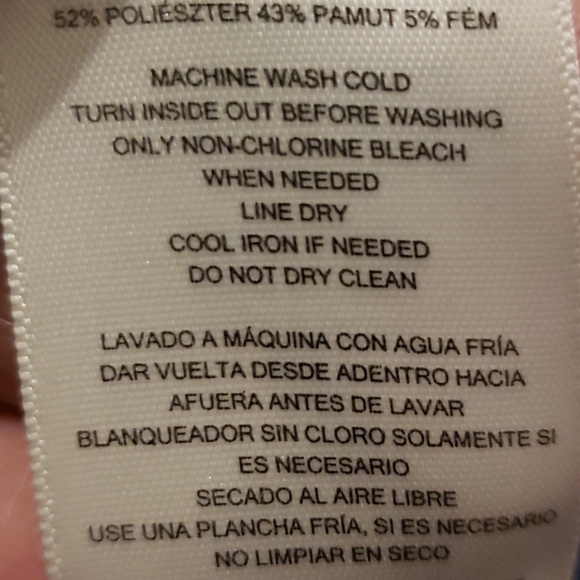 52% POLIÉSZTER 43% PAMUT 5% FÉM
MACHINE WASH COLD
TURN INSIDE OUT BEFORE WASHING
ONLY NON-CHLORINE BLEACH
WHEN NEEDED
LINE DRY
COOL IRON IF NEEDED
DO NOT DRY CLEAN
LAVADO A MÁQUINA CON AGUA FRÍA
DAR VUELTA DESDE ADENTRO HACIA
AFUERA ANTES DE LAVAR
BLANQUEADOR SIN CLORO SOLAMENTE SI
ES NECESARIO
SECADO AL AIRE LIBRE
USE UNA PLANCHA FRÍA, SI ES NECESARIO
NO LIMPIAR EN SECO